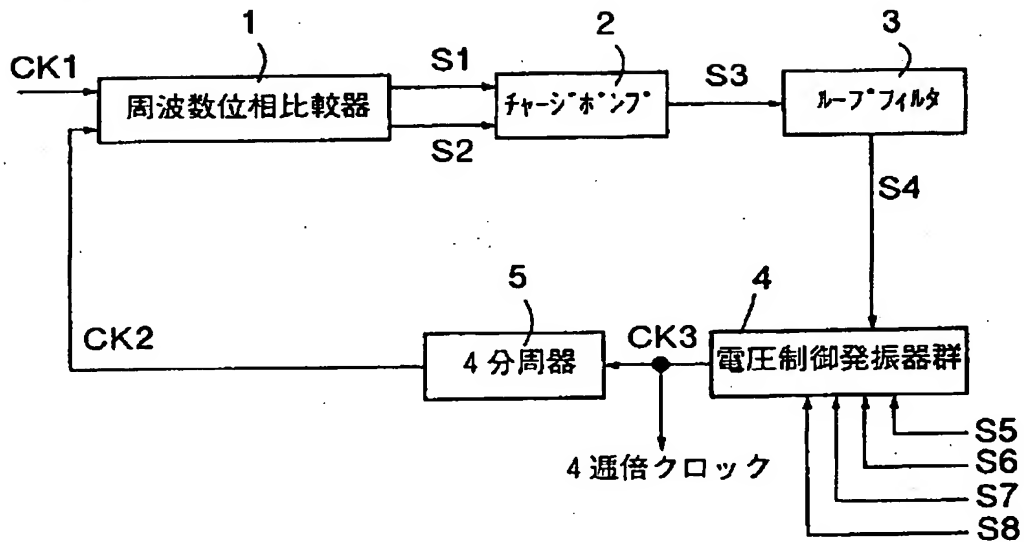 1
2
3
CK1
周波数位相比較器
S1
S2
チャージポンプ
S3
ループフィルタ
S4
5
4
CK2
4分周器
CK3
電圧制御発振器群
4逓倍クロック
S5
S6
S7
S8